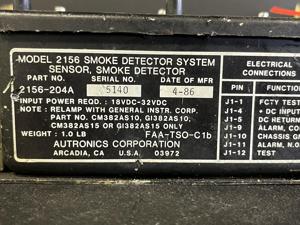 MODEL 2156 SMOKE DETECTOR SYSTEM
SENSOR, SMOKE DETECTOR
PART NO. SERIAL NO. DATE OF MFR
2156-204A 5140 4-86
INPUT POWER REQD. : 18VDC-32VDC
NOTE : RELAMP WITH GENERAL INSTR. CORP.
PART NO. CM382AS10, GI382AS10,
CM382AS15 OR GI382AS15 ONLY
WEIGHT : 1.0 LB FAA-TSO-C1b
AUTRONICS CORPORATION
ARCADIA, CA U.S.A. 03972
ELECTRICAL
CONNECTIONS
PIN FUNCTION
J1-1 FCTY TEST
J1-4 DC INPUT
J1-5 DC RETURN
J1-9 ALARM, CO
J1-10 CHASSIS G
J1-11 ALARM,
J1-12 TEST